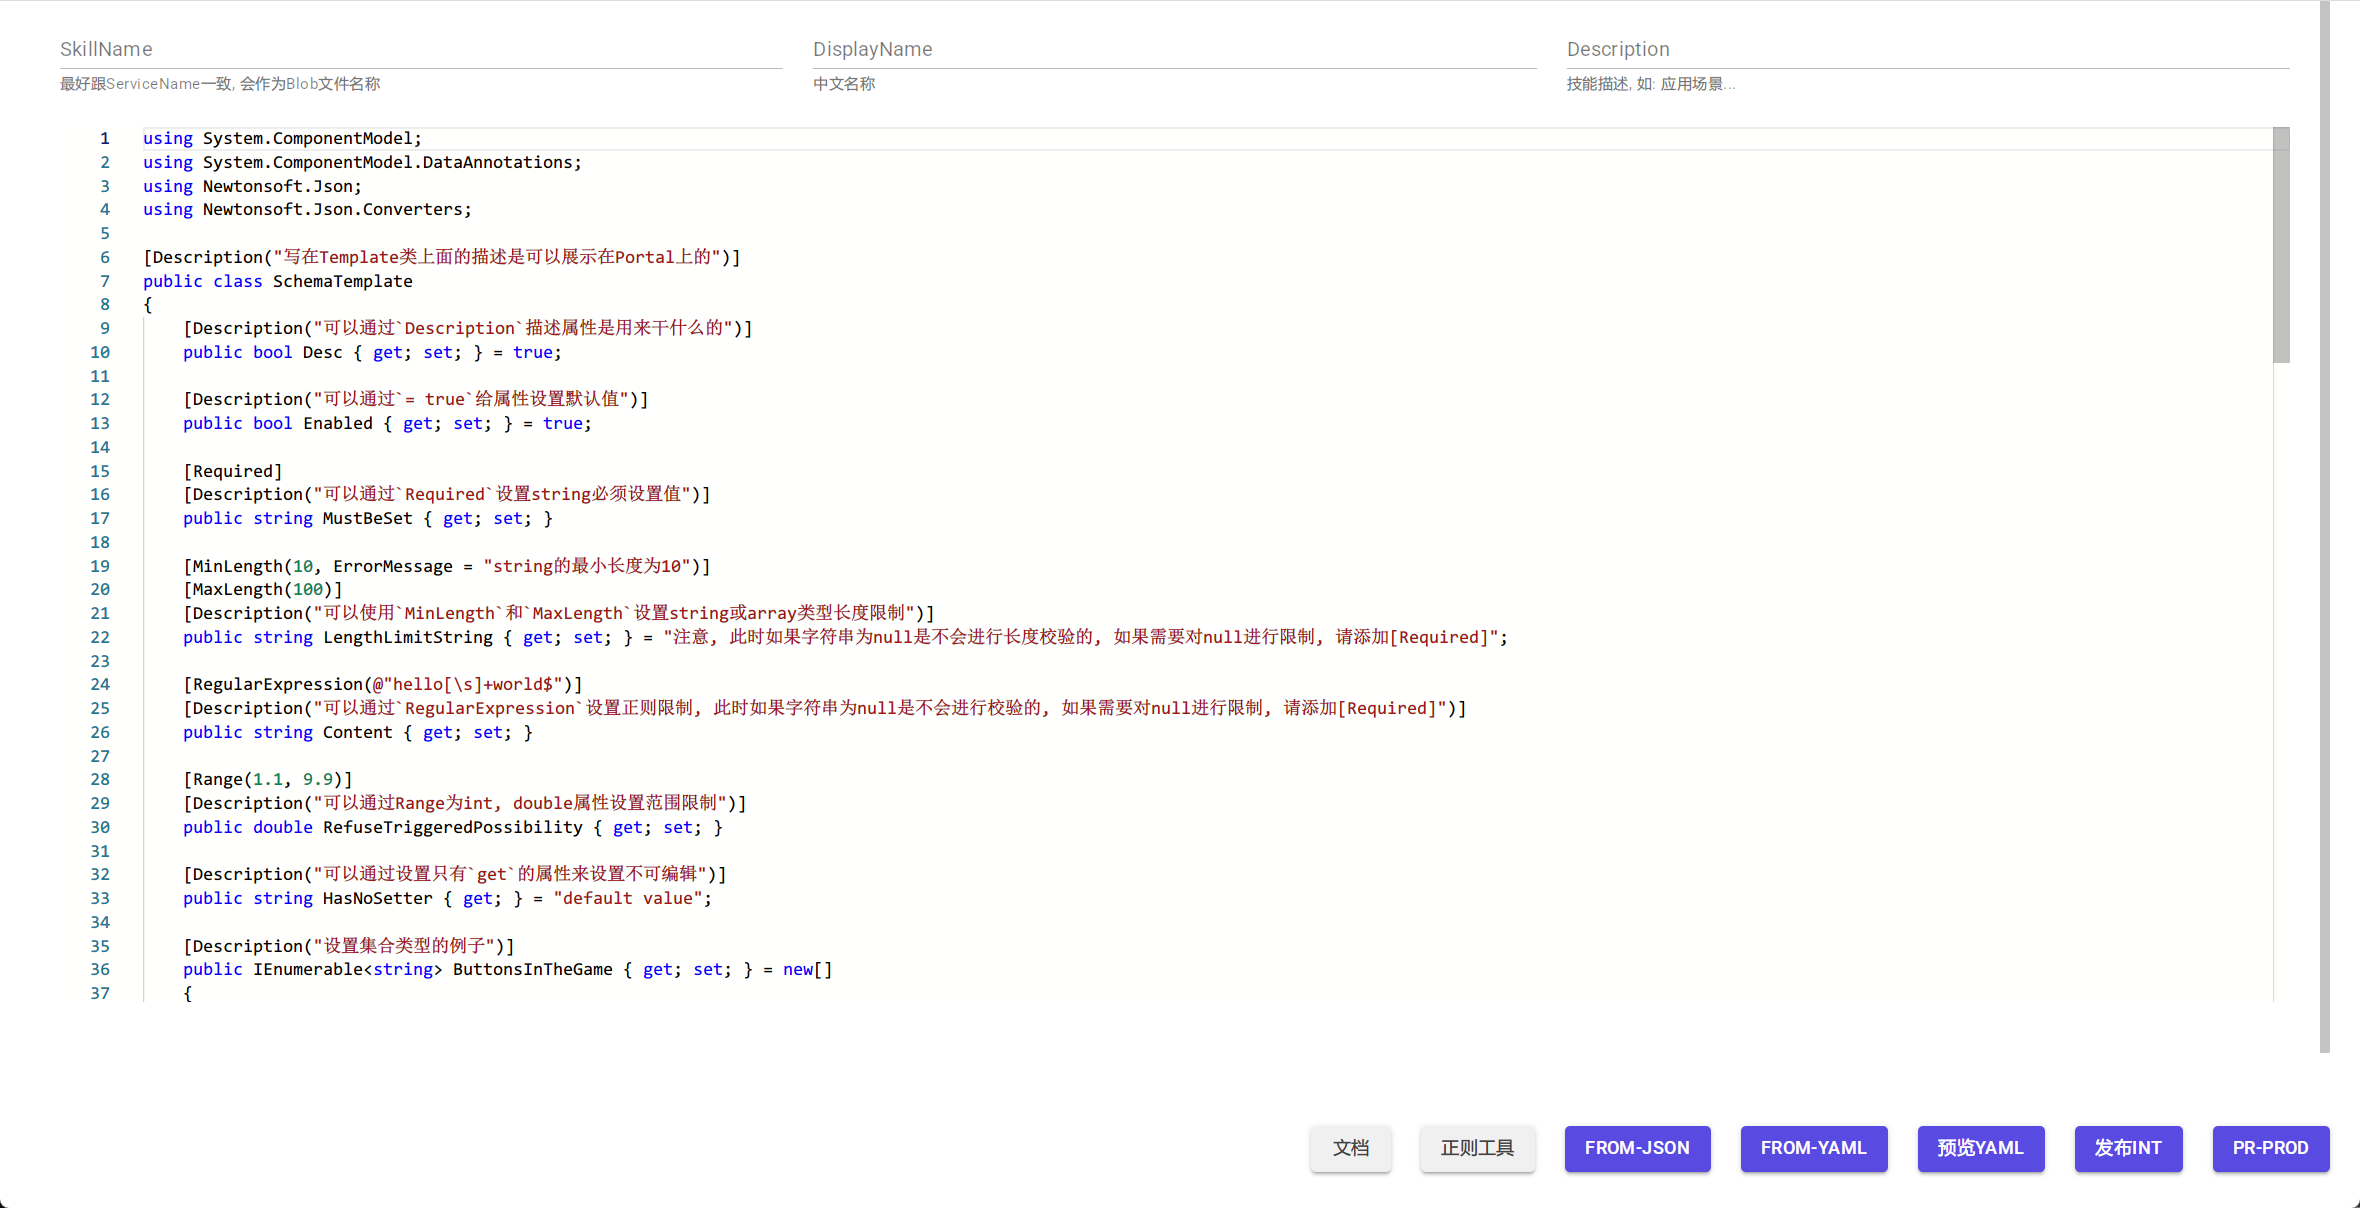 SkillName
DisplayName
Description
最好跟ServiceName一致, 会作为Blob文件名称
中文名称
技能描述, 如: 应用场景...
1 using System.ComponentModel;
2 using System.ComponentModel.DataAnnotations;
3 using Newtonsoft.Json;
4 using Newtonsoft.Json.Converters;
5
6 [Description("写在Template类上面的描述是可以展示在Portal上的")]
7 public class SchemaTemplate
8 {
9     [Description("可以通过`Description`描述属性是用来干什么的")]
10     public bool Desc { get; set; } = true;
11
12     [Description("可以通过`= true`给属性设置默认值")]
13     public bool Enabled { get; set; } = true;
14
15     [Required]
16     [Description("可以通过`Required`设置string必须设置值")]
17     public string MustBeSet { get; set; }
18
19     [MinLength(10, ErrorMessage = "string的最小长度为10")]
20     [MaxLength(100)]
21     [Description("可以使用`MinLength`和`MaxLength`设置string或array类型长度限制")]
22     public string LengthLimitString { get; set; } = "注意, 此时如果字符串为null是不会进行长度校验的, 如果需要对null进行限制, 请添加[Required]";
23
24     [RegularExpression(@"hello[\s]+world$")]
25     [Description("可以通过`RegularExpression`设置正则限制, 此时如果字符串为null是不会进行校验的, 如果需要对null进行限制, 请添加[Required]")]
26     public string Content { get; set; }
27
28     [Range(1.1, 9.9)]
29     [Description("可以通过Range为int, double属性设置范围限制")]
30     public double RefuseTriggeredPossibility { get; set; }
31
32     [Description("可以通过设置只有`get`的属性来设置不可编辑")]
33     public string HasNoSetter { get; } = "default value";
34
35     [Description("设置集合类型的例子")]
36     public IEnumerable<string> ButtonsInTheGame { get; set; } = new[]
37     {
文档
正则工具
FROM-JSON
FROM-YAML
预览YAML
发布INT
PR-PROD